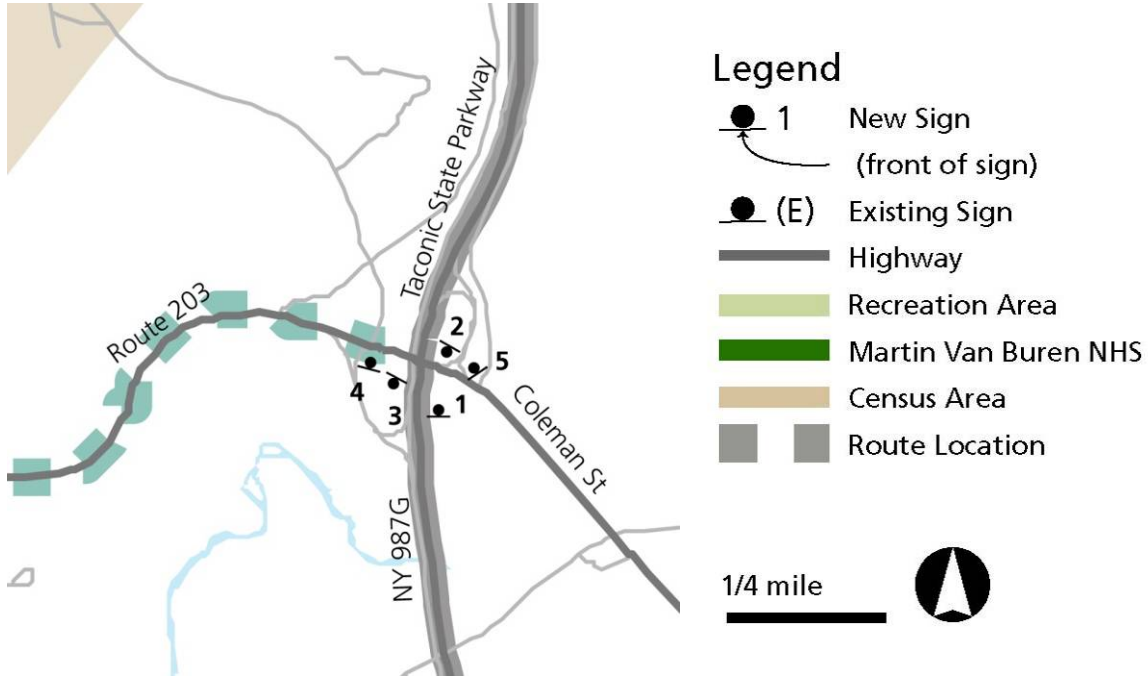 Taconic State Parkway
Route 203
2
5
4
3
1
Coleman St
NY 987G
Legend
1 New Sign
(front of sign)
(E) Existing Sign
Highway
Recreation Area
Martin Van Buren NHS
Census Area
Route Location
1/4 mile